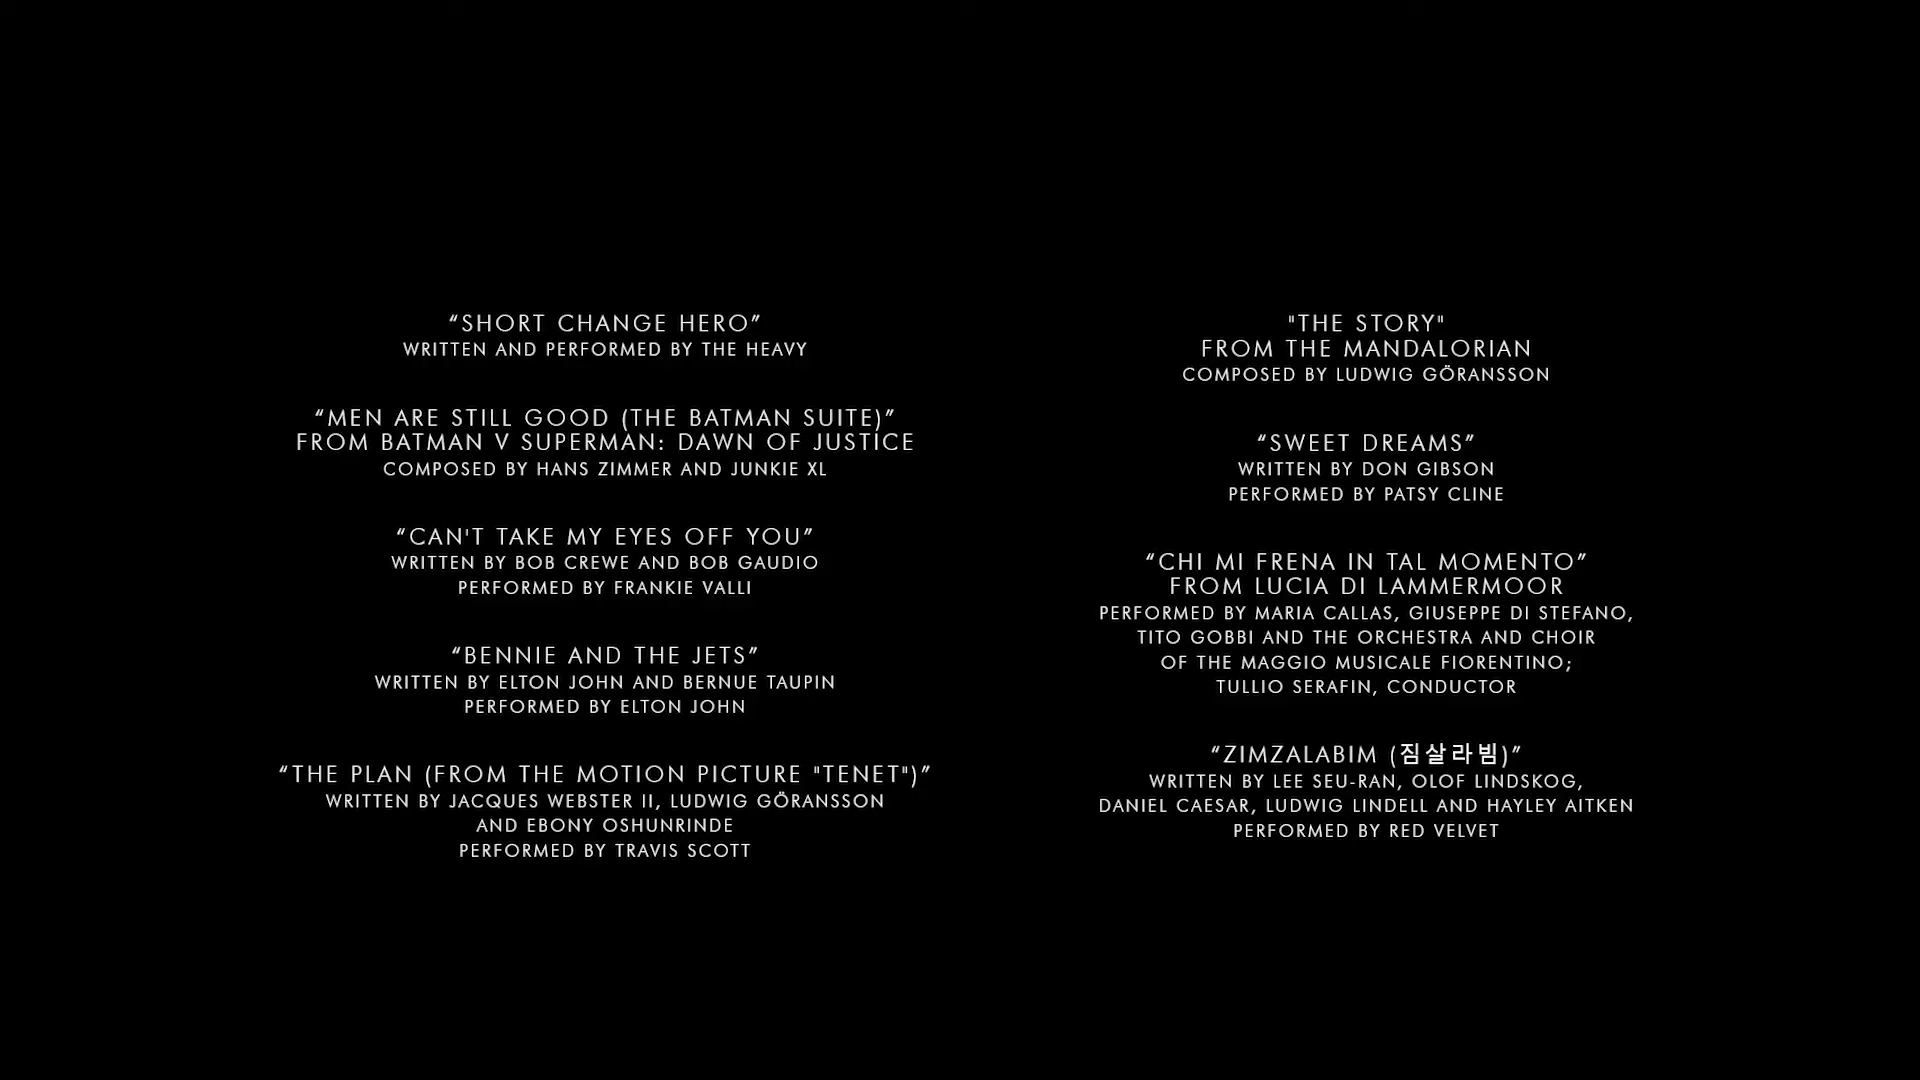 “SHORT CHANGE HERO”
WRITTEN AND PERFORMED BY THE HEAVY
“MEN ARE STILL GOOD (THE BATMAN SUITE)”
FROM BATMAN V SUPERMAN: DAWN OF JUSTICE
COMPOSED BY HANS ZIMMER AND JUNKIE XL
“CAN'T TAKE MY EYES OFF YOU”
WRITTEN BY BOB CREWE AND BOB GAUDIO
PERFORMED BY FRANKIE VALLI
“BENNIE AND THE JETS”
WRITTEN BY ELTON JOHN AND BERNUE TAUPIN
PERFORMED BY ELTON JOHN
“THE PLAN (FROM THE MOTION PICTURE "TENET")”
WRITTEN BY JACQUES WEBSTER II, LUDWIG GÖRANSSON
AND EBONY OSHUNRINDE
PERFORMED BY TRAVIS SCOTT
"THE STORY"
FROM THE MANDALORIAN
COMPOSED BY LUDWIG GÖRANSSON
“SWEET DREAMS”
WRITTEN BY DON GIBSON
PERFORMED BY PATSY CLINE
“CHI MI FRENA IN TAL MOMENTO”
FROM LUCIA DI LAMMERMOOR
PERFORMED BY MARIA CALLAS, GIUSEPPE DI STEFANO,
TITO GOBBI AND THE ORCHESTRA AND CHOIR
OF THE MAGGIO MUSICALE FIORENTINO;
TULLIO SERAFIN, CONDUCTOR
“ZIMZALABIM (짐살라빔)”
WRITTEN BY LEE SEU-RAN, OLOF LINDSKOG,
DANIEL CAESAR, LUDWIG LINDELL AND HAYLEY AITKEN
PERFORMED BY RED VELVET